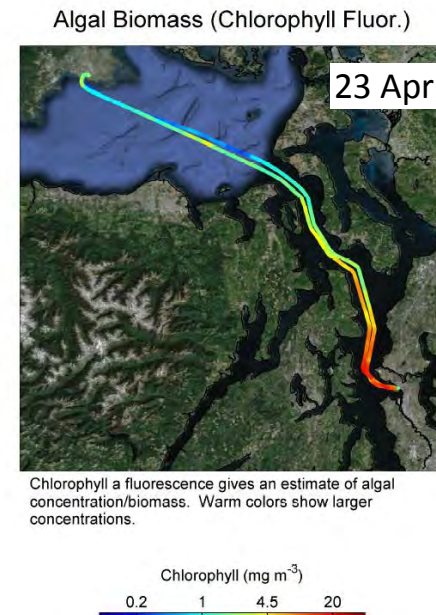 Algal Biomass (Chlorophyll Fluor.)
23 Apr
Chlorophyll a fluorescence gives an estimate of algal
concentration/biomass. Warm colors show larger
concentrations.
Chlorophyll (mg m⁻³)
0.2 1 4.5 20